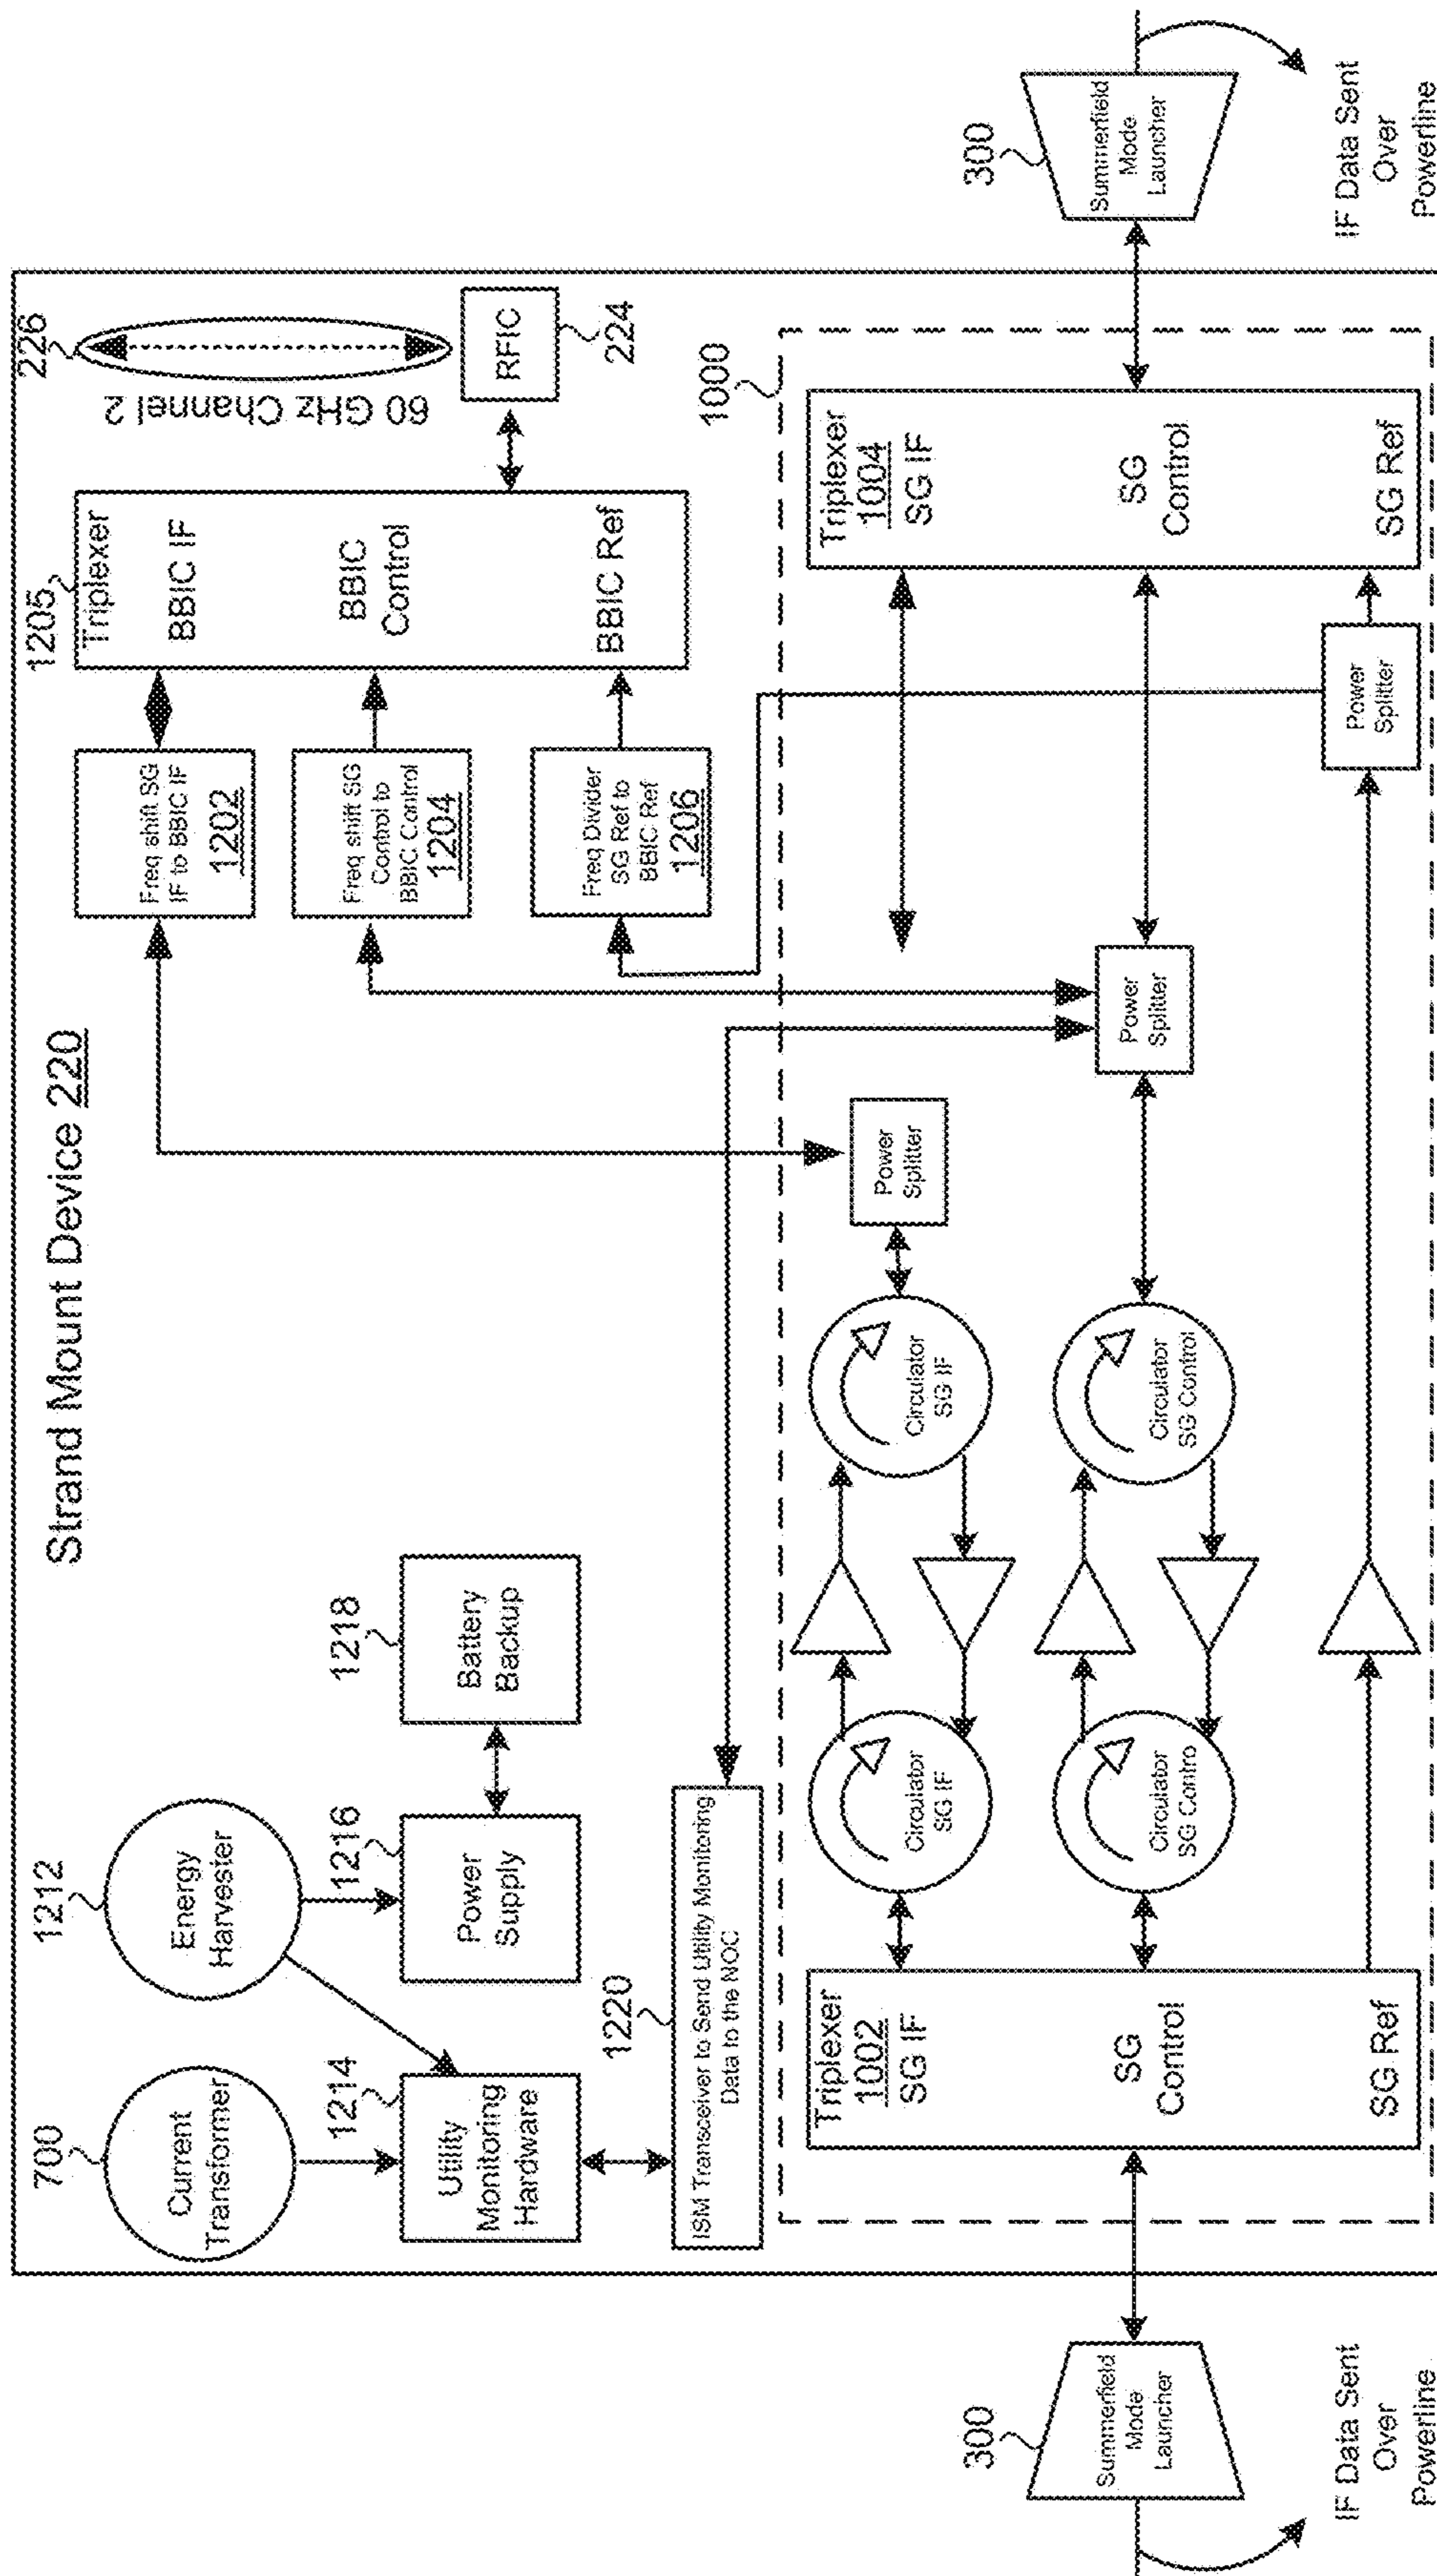 Strand Mount Device 220
700
Current
Transformer
1212
Energy
Harvester
1214
Utility
Monitoring
Hardware
1216
Power
Supply
1218
Battery
Backup
1220
ISM Transceiver to Send Utility Monitoring
Data to the NOC
Freq shift SG
IF to BBIC IF
1202
Freq shift SG
Control to
BBIC Control
1204
Freq Divider
SG Ref to
BBIC Ref
1206
1205
Triplexer
BBIC IF
BBIC
Control
BBIC Ref
226
60 GHz Channel 2
RFIC
224
1000
300
Summerfield
Mode
Launcher
IF Data Sent
Over
Powerline
Triplexer
1002
SG IF
SG
Control
SG Ref
Circulator
SG IF
Circulator
SG Contro
Circulator
SG IF
Circulator
SG Control
Power
Splitter
Power
Splitter
Power
Splitter
Triplexer
1004
SG IF
SG
Control
SG Ref
300
Summerfield
Mode
Launcher
IF Data Sent
Over
Powerline